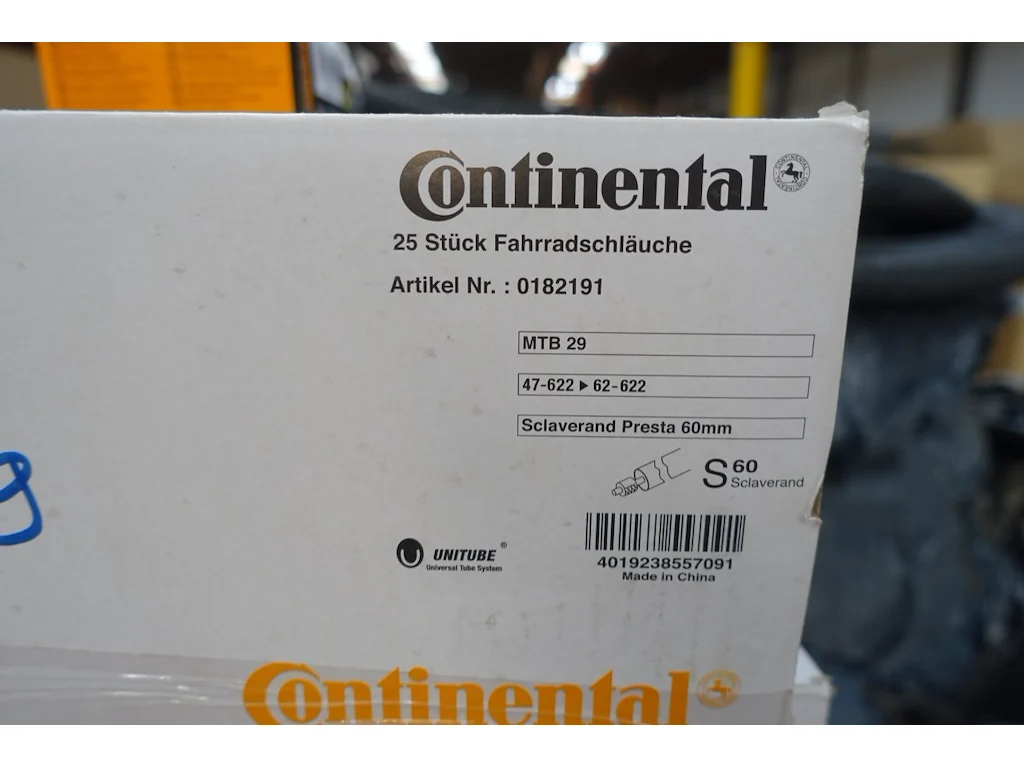 Continental
25 Stück Fahrradschläuche
Artikel Nr. : 0182191
MTB 29
47-622 ▶ 62-622
Sclaverand Presta 60mm
S 60
Sclaverand
UNITUBE ®
Universal Tube System
4019238557091
Made in China
Continental